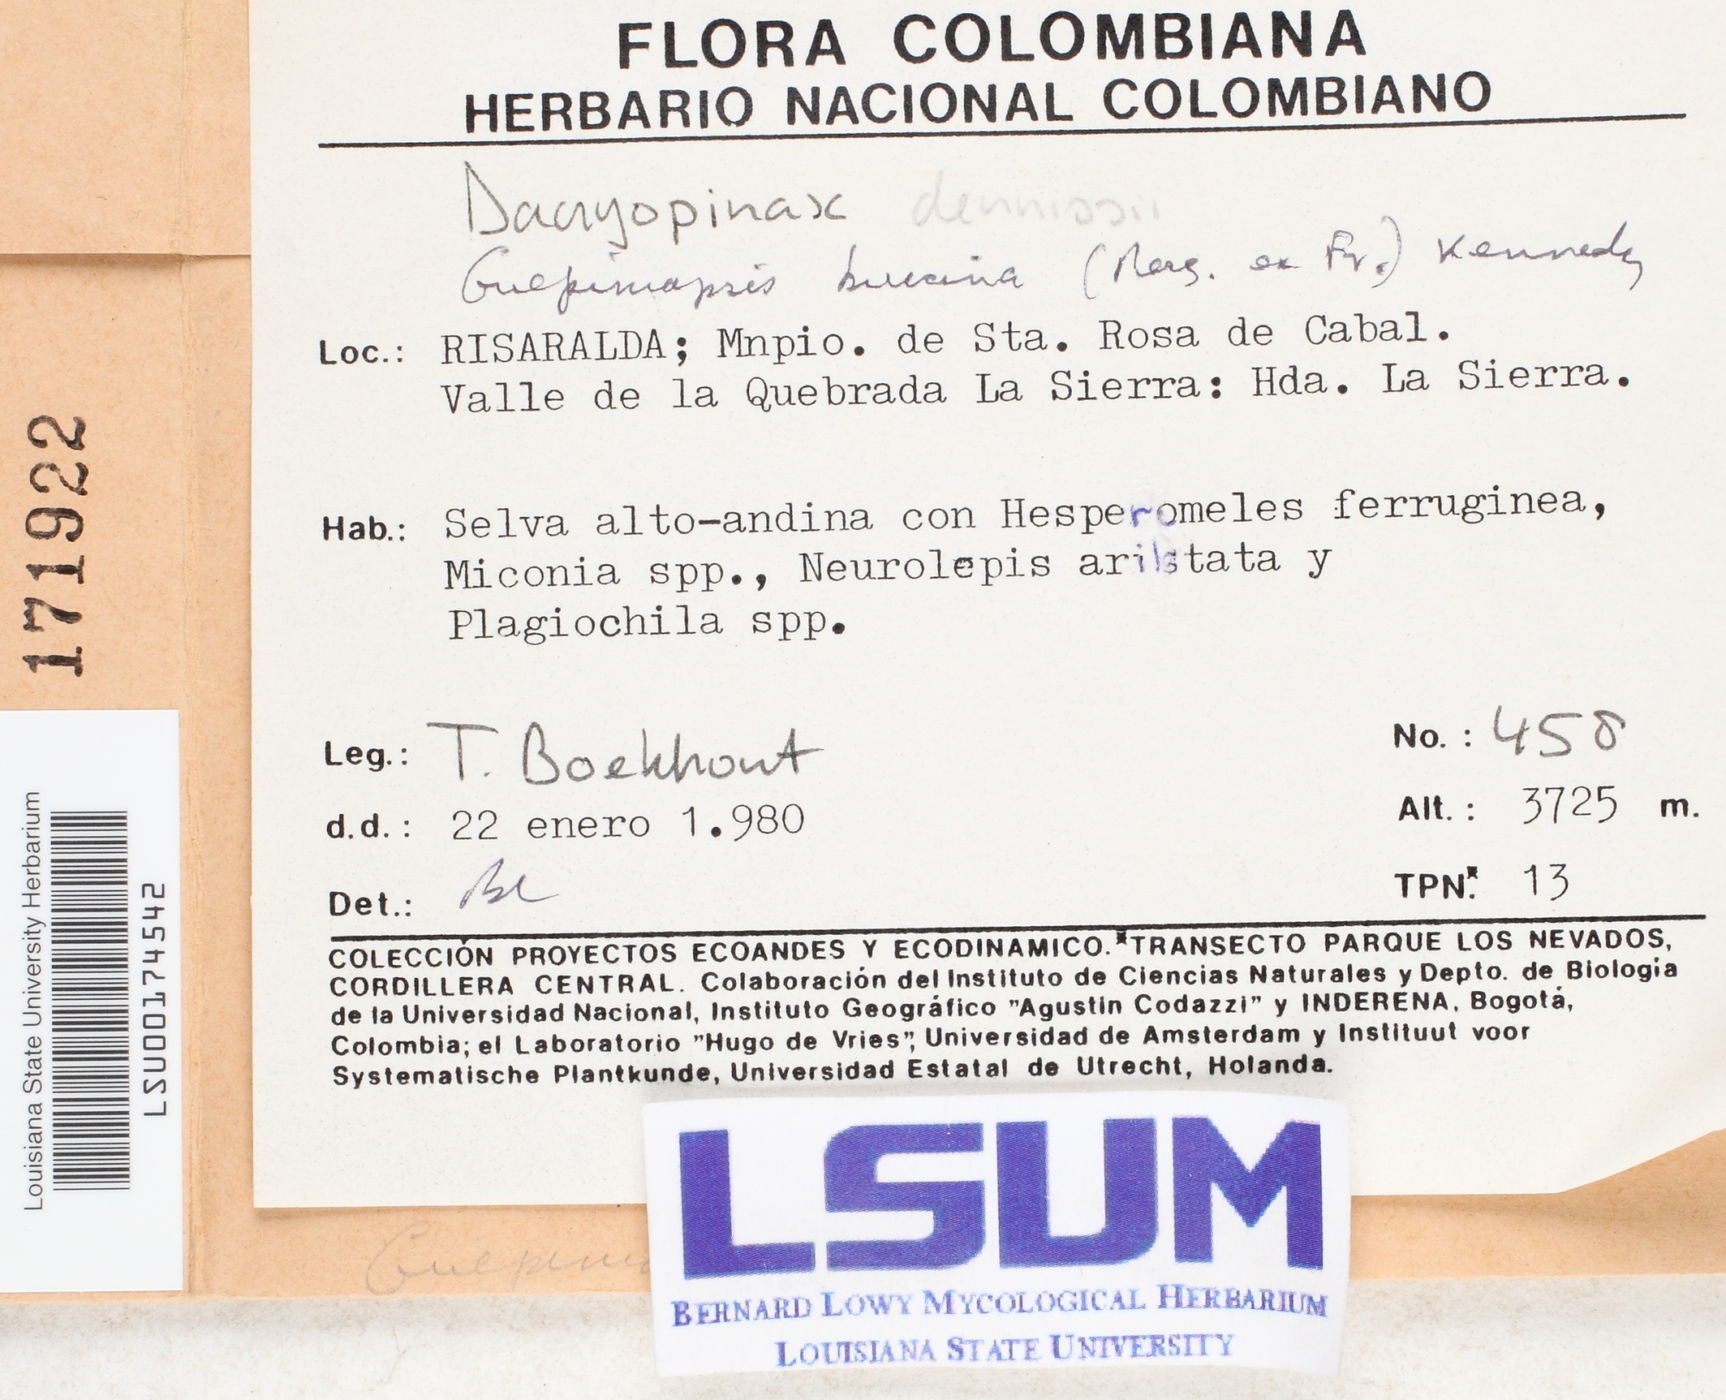 FLORA COLOMBIANA
HERBARIO NACIONAL COLOMBIANO
Dacryopinax dennissii
Guepiniopsis buccina (Pers. ex Fr.) Kennedy
Loc.: RISARALDA; Mnpio. de Sta. Rosa de Cabal.
Valle de la Quebrada La Sierra: Hda. La Sierra.
Hab.: Selva alto-andina con Hesperomeles ferruginea,
Miconia spp., Neurolepis aristata y
Plagiochila spp.
Leg.: T. Boekhout
No.: 458
d.d.: 22 enero 1.980
Alt.: 3725 m.
Det.:
TPN.* 13
COLECCIÓN PROYECTOS ECOANDES Y ECODINAMICO.*TRANSECTO PARQUE LOS NEVADOS,
CORDILLERA CENTRAL. Colaboración del Instituto de Ciencias Naturales y Depto. de Biología
de la Universidad Nacional, Instituto Geográfico "Agustin Codazzi" y INDERENA, Bogotá,
Colombia; el Laboratorio "Hugo de Vries", Universidad de Amsterdam y Instituut voor
Systematische Plantkunde, Universidad Estatal de Utrecht, Holanda.
171922
Louisiana State University Herbarium
LSU00174542
LSUM
BERNARD LOWY MYCOLOGICAL HERBARIUM
LOUISIANA STATE UNIVERSITY